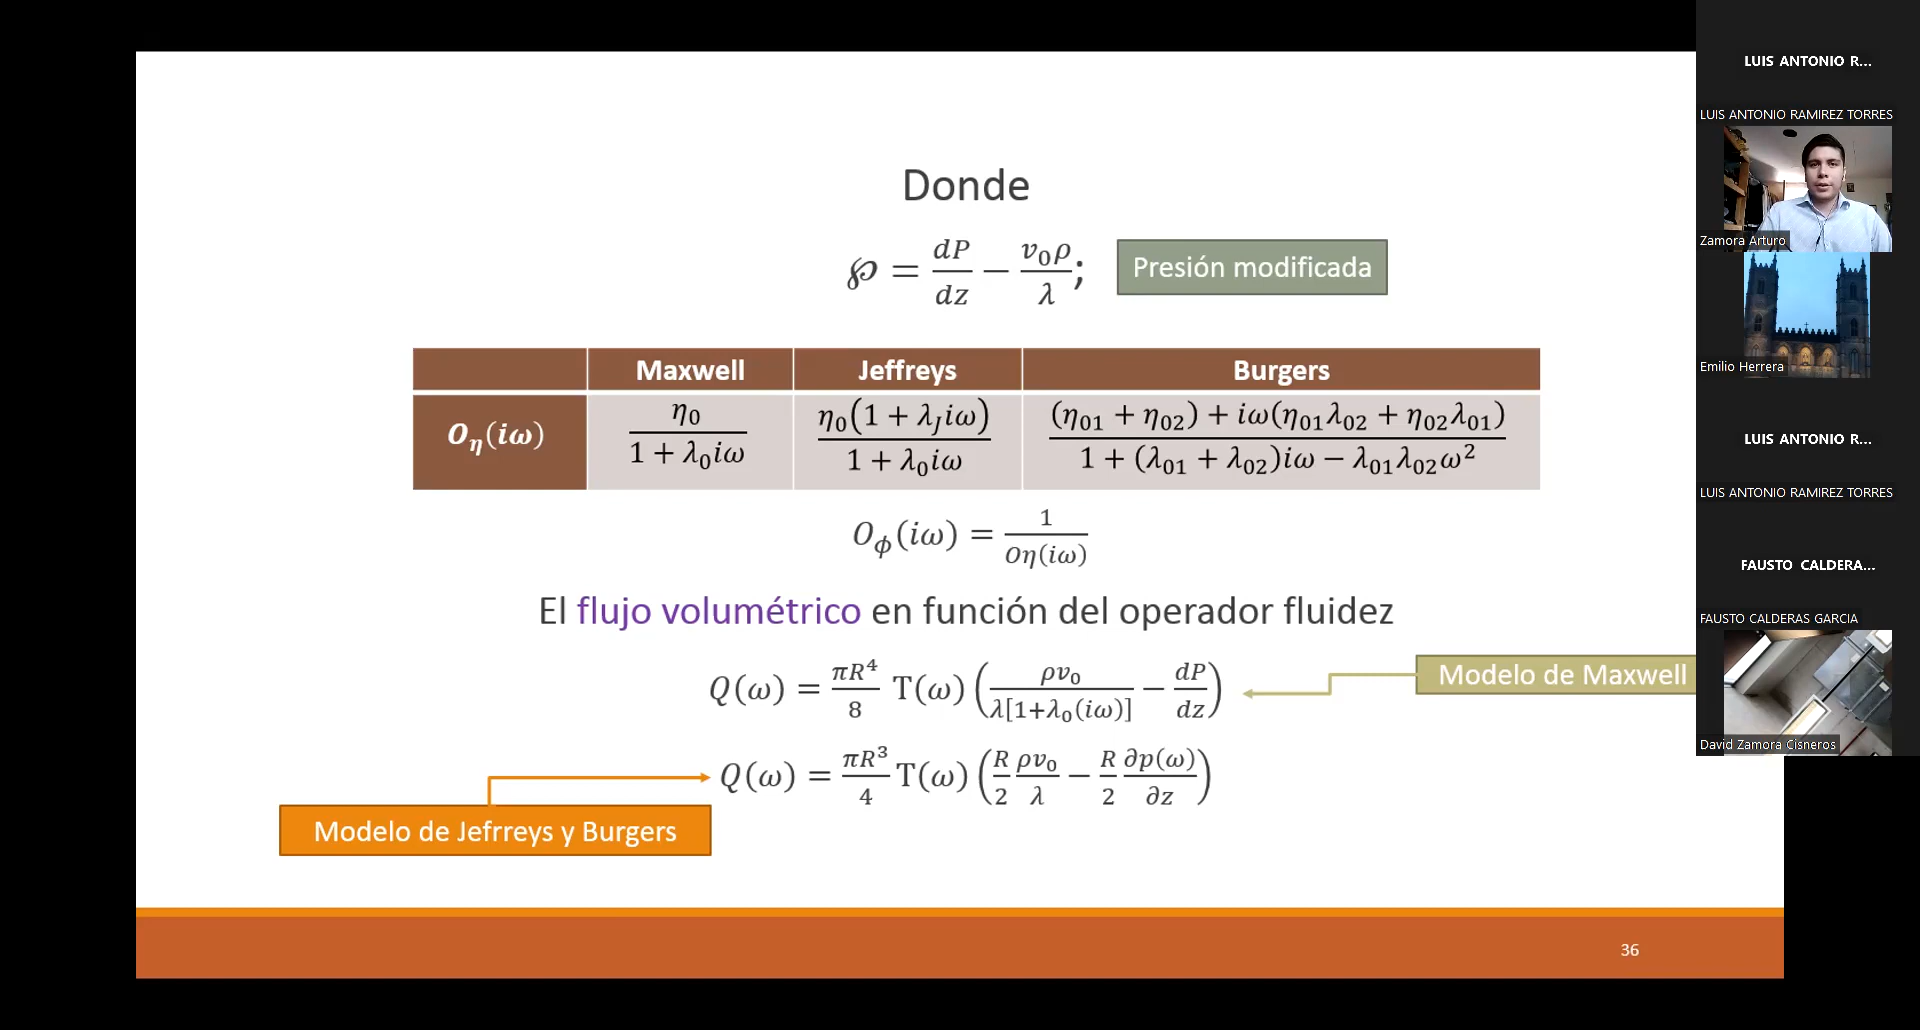 Donde
℘ = dP/dz − v₀ρ/λ;
Presión modificada
Maxwell Jeffreys Burgers
O_η(iω) η₀/(1 + λ₀iω) η₀(1 + λ_J iω)/(1 + λ₀iω) ((η₀₁ + η₀₂) + iω(η₀₁λ₀₂ + η₀₂λ₀₁))/(1 + (λ₀₁ + λ₀₂)iω − λ₀₁λ₀₂ω²)
O_ϕ(iω) = 1/Oη(iω)
El flujo volumétrico en función del operador fluidez
Q(ω) = πR⁴/8 T(ω) (ρv₀/λ[1+λ₀(iω)] − dP/dz)
Modelo de Maxwell
Q(ω) = πR³/4 T(ω) (R/2 ρv₀/λ − R/2 ∂p(ω)/∂z)
Modelo de Jefrreys y Burgers
36
LUIS ANTONIO R...
LUIS ANTONIO RAMIREZ TORRES
Zamora Arturo
Emilio Herrera
LUIS ANTONIO R...
LUIS ANTONIO RAMIREZ TORRES
FAUSTO CALDERA...
FAUSTO CALDERAS GARCIA
David Zamora Cisneros